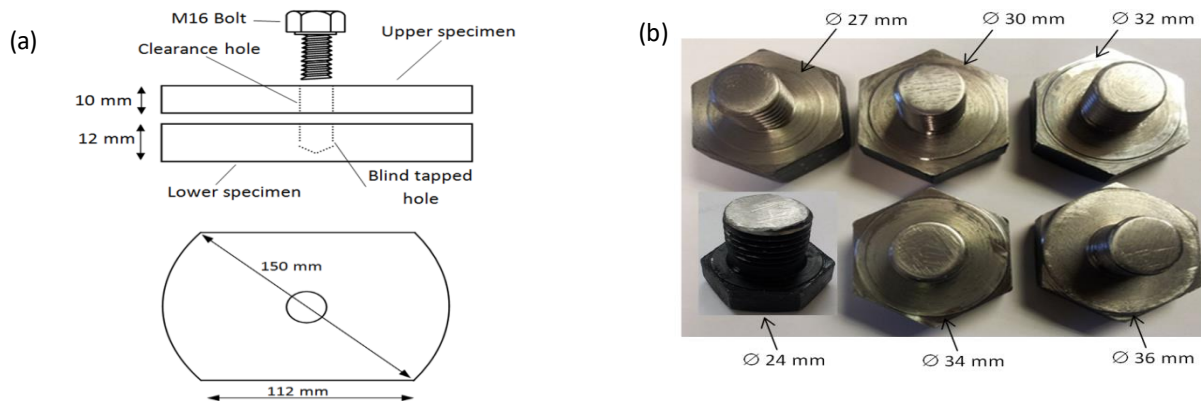 (a)
M16 Bolt
Clearance hole
Upper specimen
10 mm
12 mm
Lower specimen
Blind tapped
hole
150 mm
112 mm
(b)
∅ 27 mm
∅ 30 mm
∅ 32 mm
∅ 24 mm
∅ 34 mm
∅ 36 mm